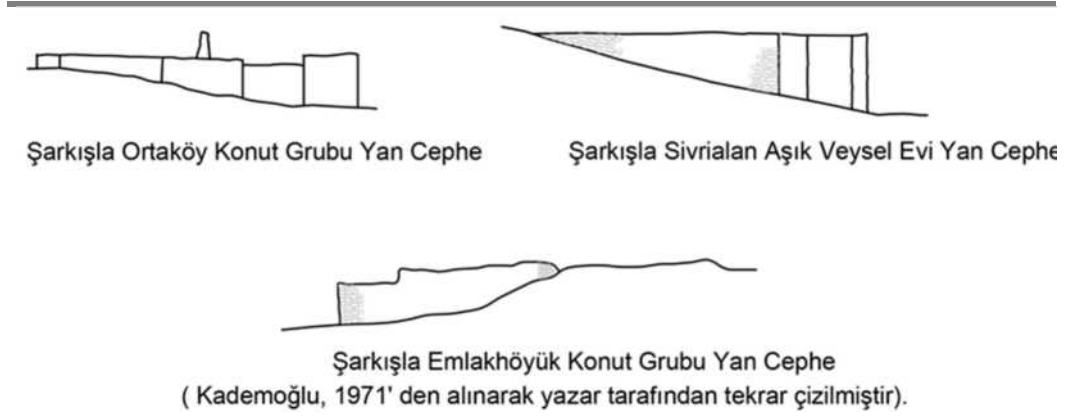 Şarkışla Ortaköy Konut Grubu Yan Cephe
Şarkışla Sivrialan Aşık Veysel Evi Yan Cephe
Şarkışla Emlakhöyük Konut Grubu Yan Cephe
( Kademoğlu, 1971' den alınarak yazar tarafından tekrar çizilmiştir).